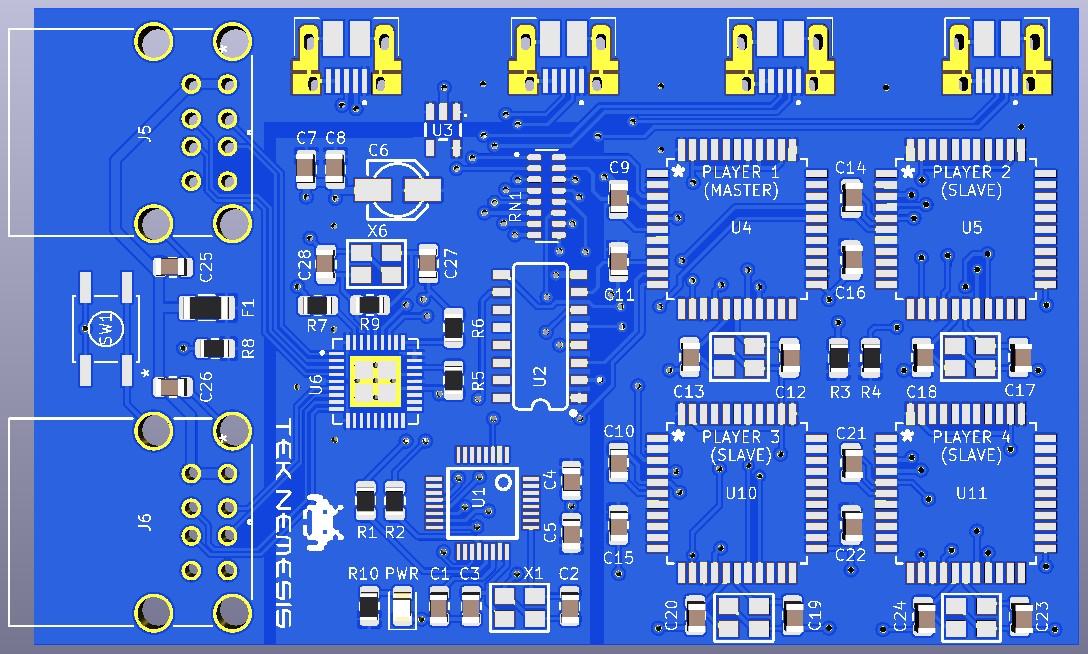 J5
C7 C8
C6
U3
RN1
C9
PLAYER 1
(MASTER)
U4
C14
PLAYER 2
(SLAVE)
U5
X6
C28
C27
C25
F1
SW1
R8
C26
R7
R9
R6
R5
U6
U2
C11
C16
C13
C12
R3 R4
C18
C17
J6
TEK NEMESIS
U1
R1 R2
C4
C5
C10
C15
PLAYER 3
(SLAVE)
U10
C21
C22
PLAYER 4
(SLAVE)
U11
R10 PWR C1 C3
X1
C2
C20
C19
C24
C23